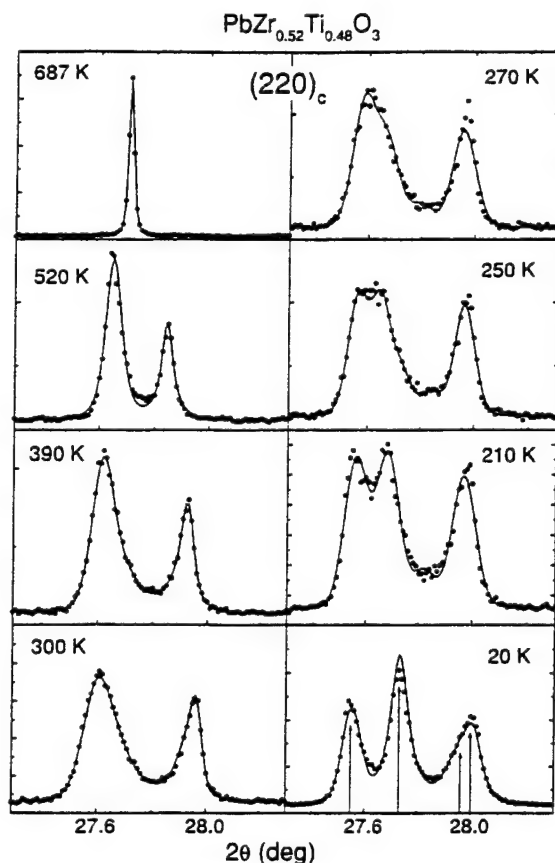 PbZr0.52Ti0.48O3
687 K
(220)c
270 K
520 K
250 K
390 K
210 K
300 K
20 K
27.6 28.0 27.6 28.0
2θ (deg)